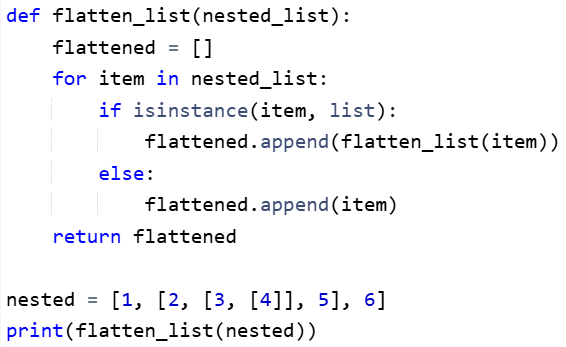 def flatten_list(nested_list):
    flattened = []
    for item in nested_list:
        if isinstance(item, list):
            flattened.append(flatten_list(item))
        else:
            flattened.append(item)
    return flattened

nested = [1, [2, [3, [4]], 5], 6]
print(flatten_list(nested))